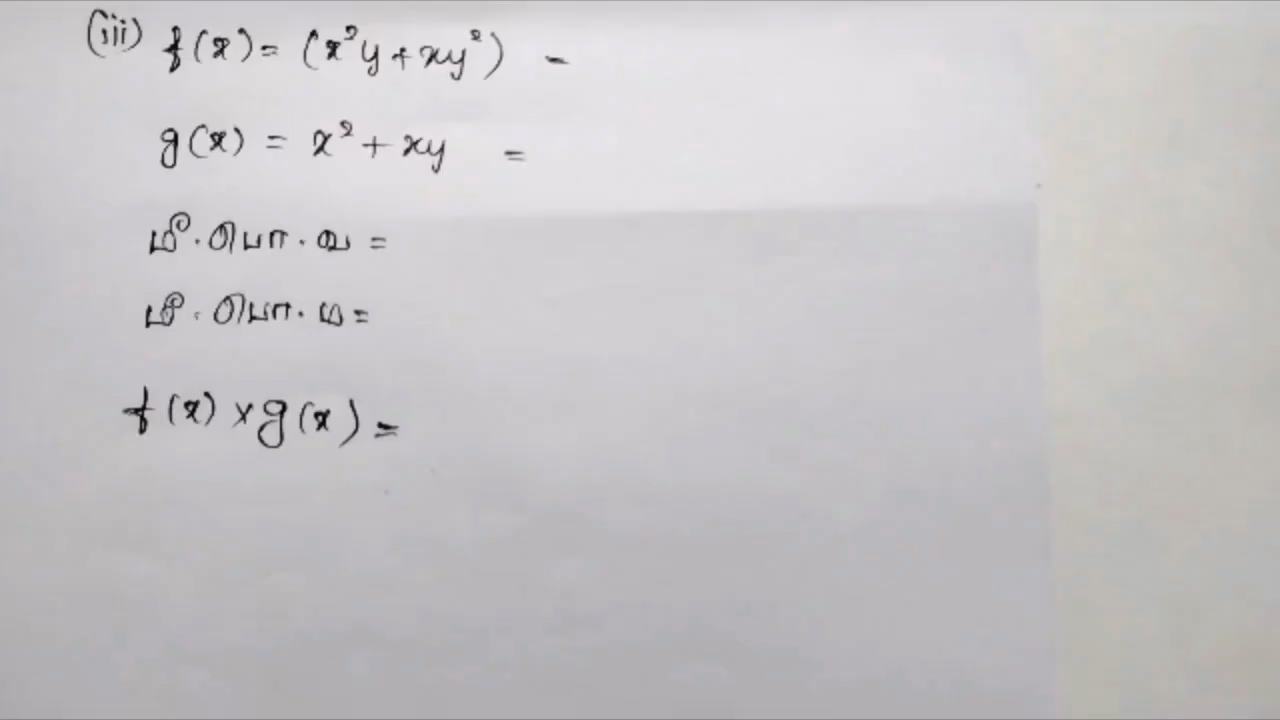 (iii) f(x) = (x²y + xy²) -
g(x) = x² + xy =
மீ.பொ.வ =
மீ.பொ.ம =
f(x) × g(x) =